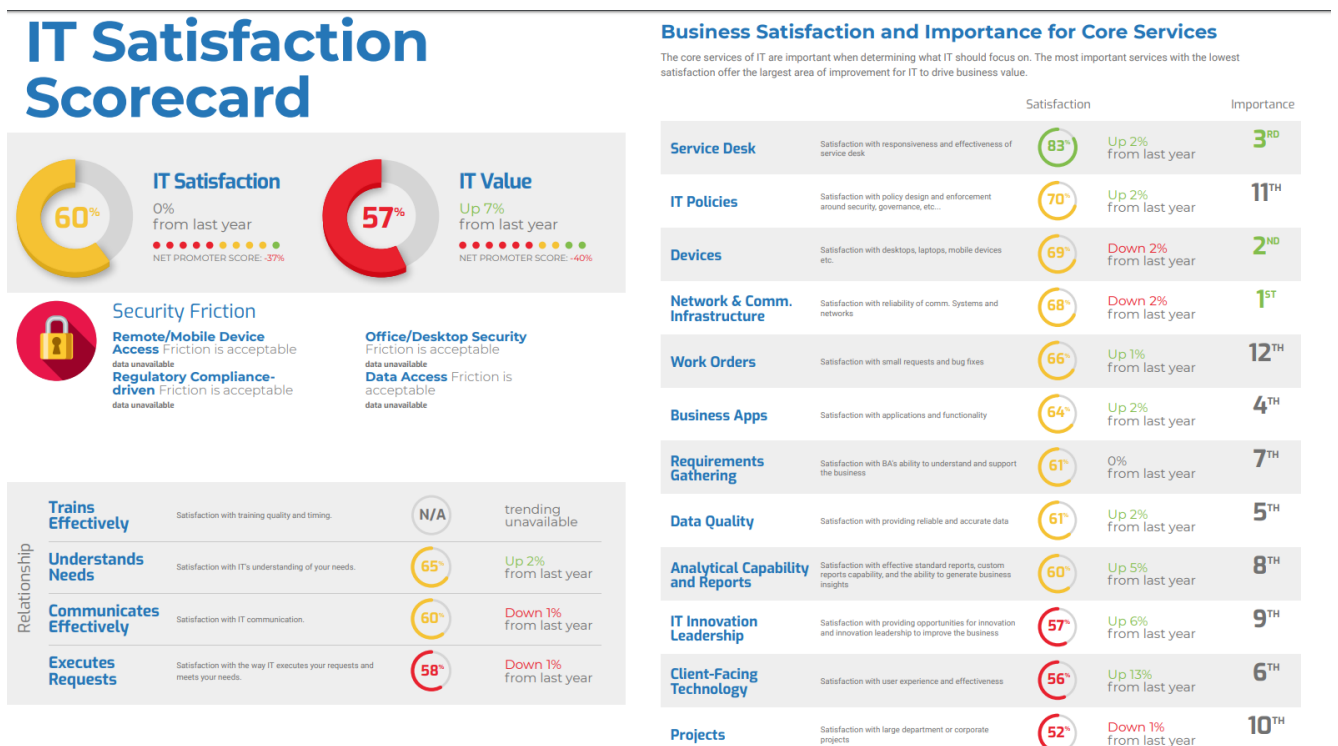 IT Satisfaction
Scorecard
60%
IT Satisfaction
0%
from last year
NET PROMOTER SCORE: -37%
57%
IT Value
Up 7%
from last year
NET PROMOTER SCORE: -40%
Security Friction
Remote/Mobile Device
Access Friction is acceptable
data unavailable
Regulatory Compliance-
driven Friction is acceptable
data unavailable
Office/Desktop Security
Friction is acceptable
data unavailable
Data Access Friction is
acceptable
data unavailable
Relationship
Trains
Effectively
Satisfaction with training quality and timing.
N/A
trending
unavailable
Understands
Needs
Satisfaction with IT's understanding of your needs.
65%
Up 2%
from last year
Communicates
Effectively
Satisfaction with IT communication.
60%
Down 1%
from last year
Executes
Requests
Satisfaction with the way IT executes your requests and
meets your needs.
58%
Down 1%
from last year
Business Satisfaction and Importance for Core Services
The core services of IT are important when determining what IT should focus on. The most important services with the lowest
satisfaction offer the largest area of improvement for IT to drive business value.
Satisfaction
Importance
Service Desk
Satisfaction with responsiveness and effectiveness of
service desk
83%
Up 2%
from last year
3RD
IT Policies
Satisfaction with policy design and enforcement
around security, governance, etc...
70%
Up 2%
from last year
11TH
Devices
Satisfaction with desktops, laptops, mobile devices
etc.
69%
Down 2%
from last year
2ND
Network & Comm.
Infrastructure
Satisfaction with reliability of comm. Systems and
networks
68%
Down 2%
from last year
1ST
Work Orders
Satisfaction with small requests and bug fixes
66%
Up 1%
from last year
12TH
Business Apps
Satisfaction with applications and functionality
64%
Up 2%
from last year
4TH
Requirements
Gathering
Satisfaction with BA's ability to understand and support
the business
61%
0%
from last year
7TH
Data Quality
Satisfaction with providing reliable and accurate data
61%
Up 2%
from last year
5TH
Analytical Capability
and Reports
Satisfaction with effective standard reports, custom
reports capability, and the ability to generate business
insights
60%
Up 5%
from last year
8TH
IT Innovation
Leadership
Satisfaction with providing opportunities for innovation
and innovation leadership to improve the business
57%
Up 6%
from last year
9TH
Client-Facing
Technology
Satisfaction with user experience and effectiveness
56%
Up 13%
from last year
6TH
Projects
Satisfaction with large department or corporate
projects
52%
Down 1%
from last year
10TH